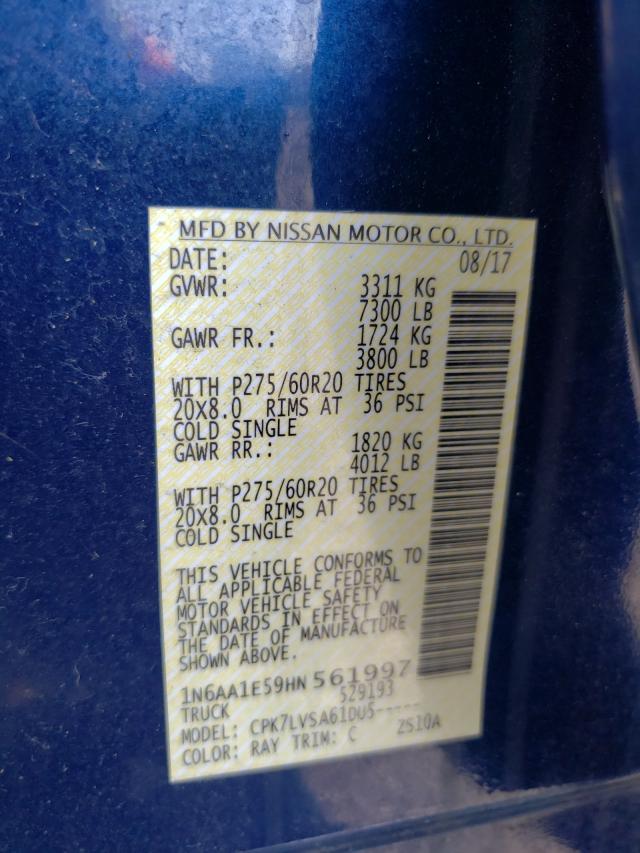 MFD BY NISSAN MOTOR CO., LTD.
DATE: 08/17
GVWR: 3311 KG
7300 LB
GAWR FR.: 1724 KG
3800 LB
WITH P275/60R20 TIRES
20X8.0 RIMS AT 36 PSI
COLD SINGLE
GAWR RR.: 1820 KG
4012 LB
WITH P275/60R20 TIRES
20X8.0 RIMS AT 36 PSI
COLD SINGLE
THIS VEHICLE CONFORMS TO
ALL APPLICABLE FEDERAL
MOTOR VEHICLE SAFETY
STANDARDS IN EFFECT ON
THE DATE OF MANUFACTURE
SHOWN ABOVE.
1N6AA1E59HN561997
529193
TRUCK
MODEL: CPK7LVSA61DU5-----
COLOR: RAY TRIM: C 2S10A